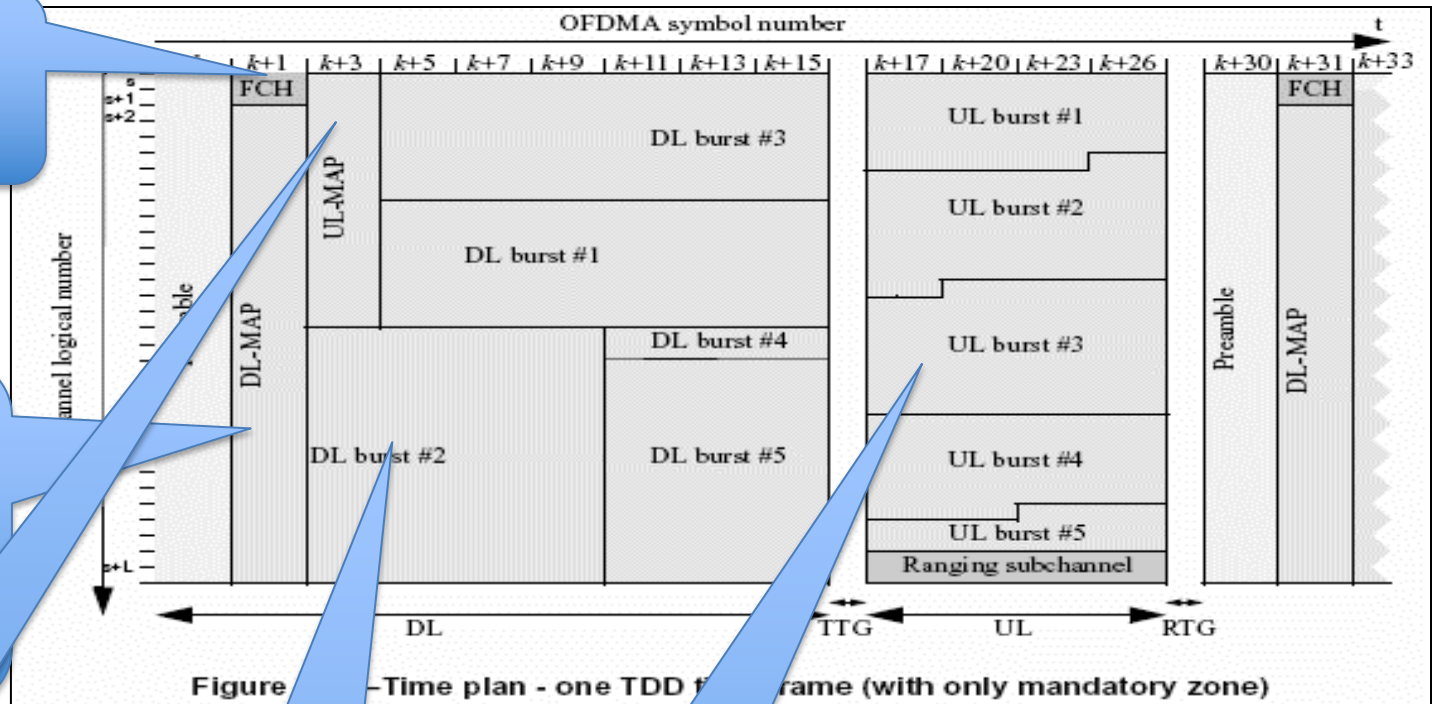 OFDMA symbol number
t
k+1 k+3 k+5 k+7 k+9 k+11 k+13 k+15 k+17 k+20 k+23 k+26 k+30 k+31 k+33
s
s+1
s+2
s+L
logical number
FCH
DL-MAP
UL-MAP
DL burst #3
DL burst #1
DL burst #4
DL burst #2
DL burst #5
UL burst #1
UL burst #2
UL burst #3
UL burst #4
UL burst #5
Ranging subchannel
Preamble
FCH
DL-MAP
DL
TTG
UL
RTG
Figure –Time plan - one TDD frame (with only mandatory zone)